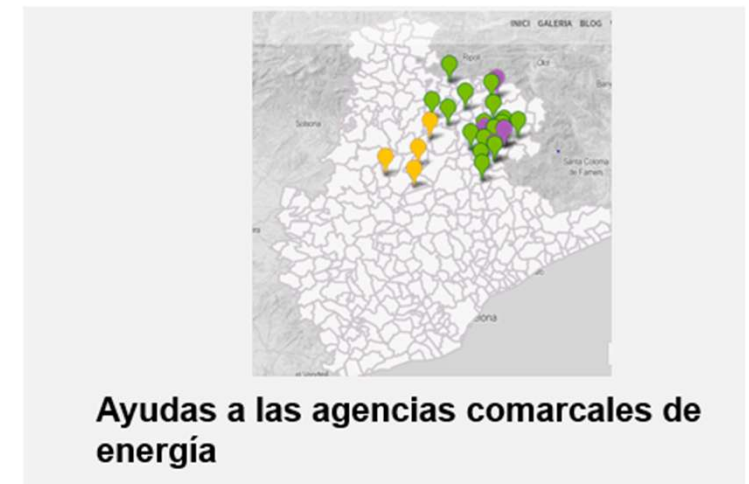 INICI GALERIA BLOG
Ripoll
Olot
Solsona
Santa Coloma
de Farners
Ayudas a las agencias comarcales de
energía